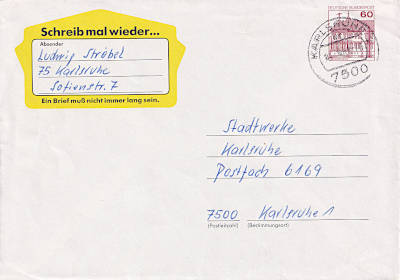 Schreib mal wieder...
Absender
Ludwig Ströbel
75 Karlsruhe
Sofienstr. 7
Ein Brief muß nicht immer lang sein.
DEUTSCHE BUNDESPOST
60
KARLSRUHE
7500
Stadtwerke
Karlsruhe
Postfach 6169
7500 Karlsruhe 1
(Postleitzahl) (Bestimmungsort)